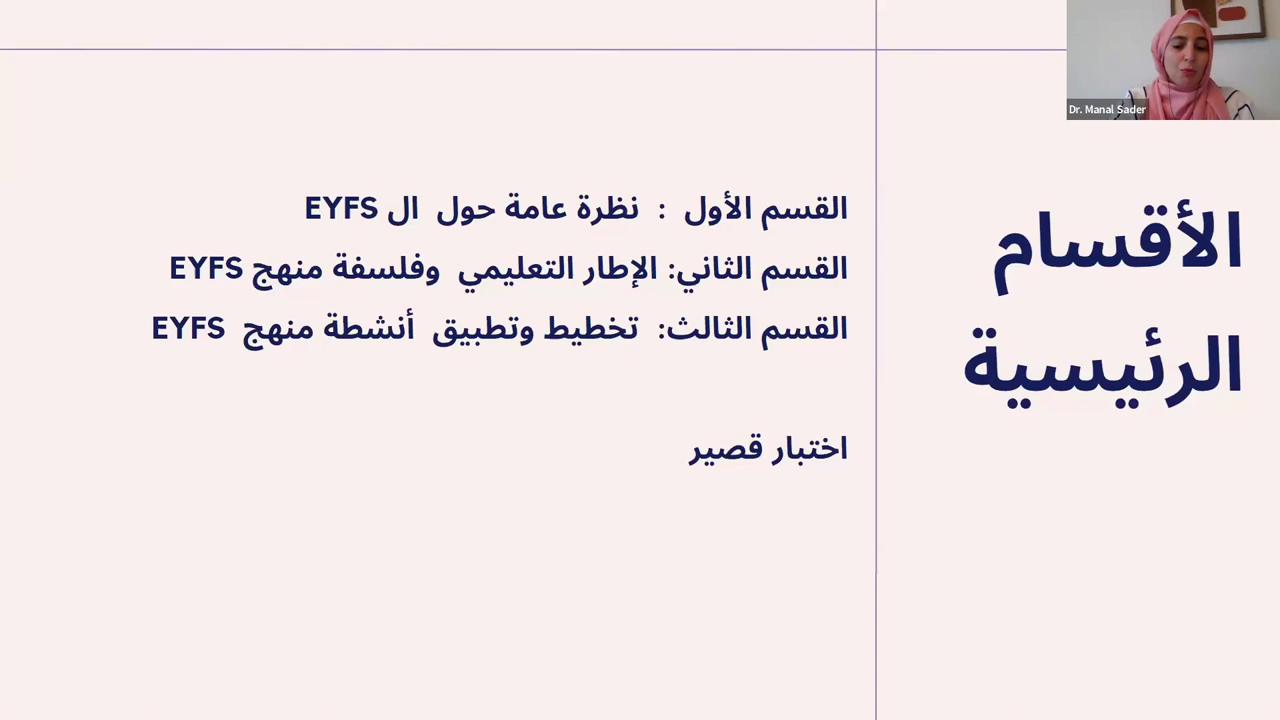 الأقسام
الرئيسية
القسم الأول : نظرة عامة حول ال EYFS
القسم الثاني: الإطار التعليمي وفلسفة منهج EYFS
القسم الثالث: تخطيط وتطبيق أنشطة منهج EYFS
اختبار قصير
Dr. Manal Sader